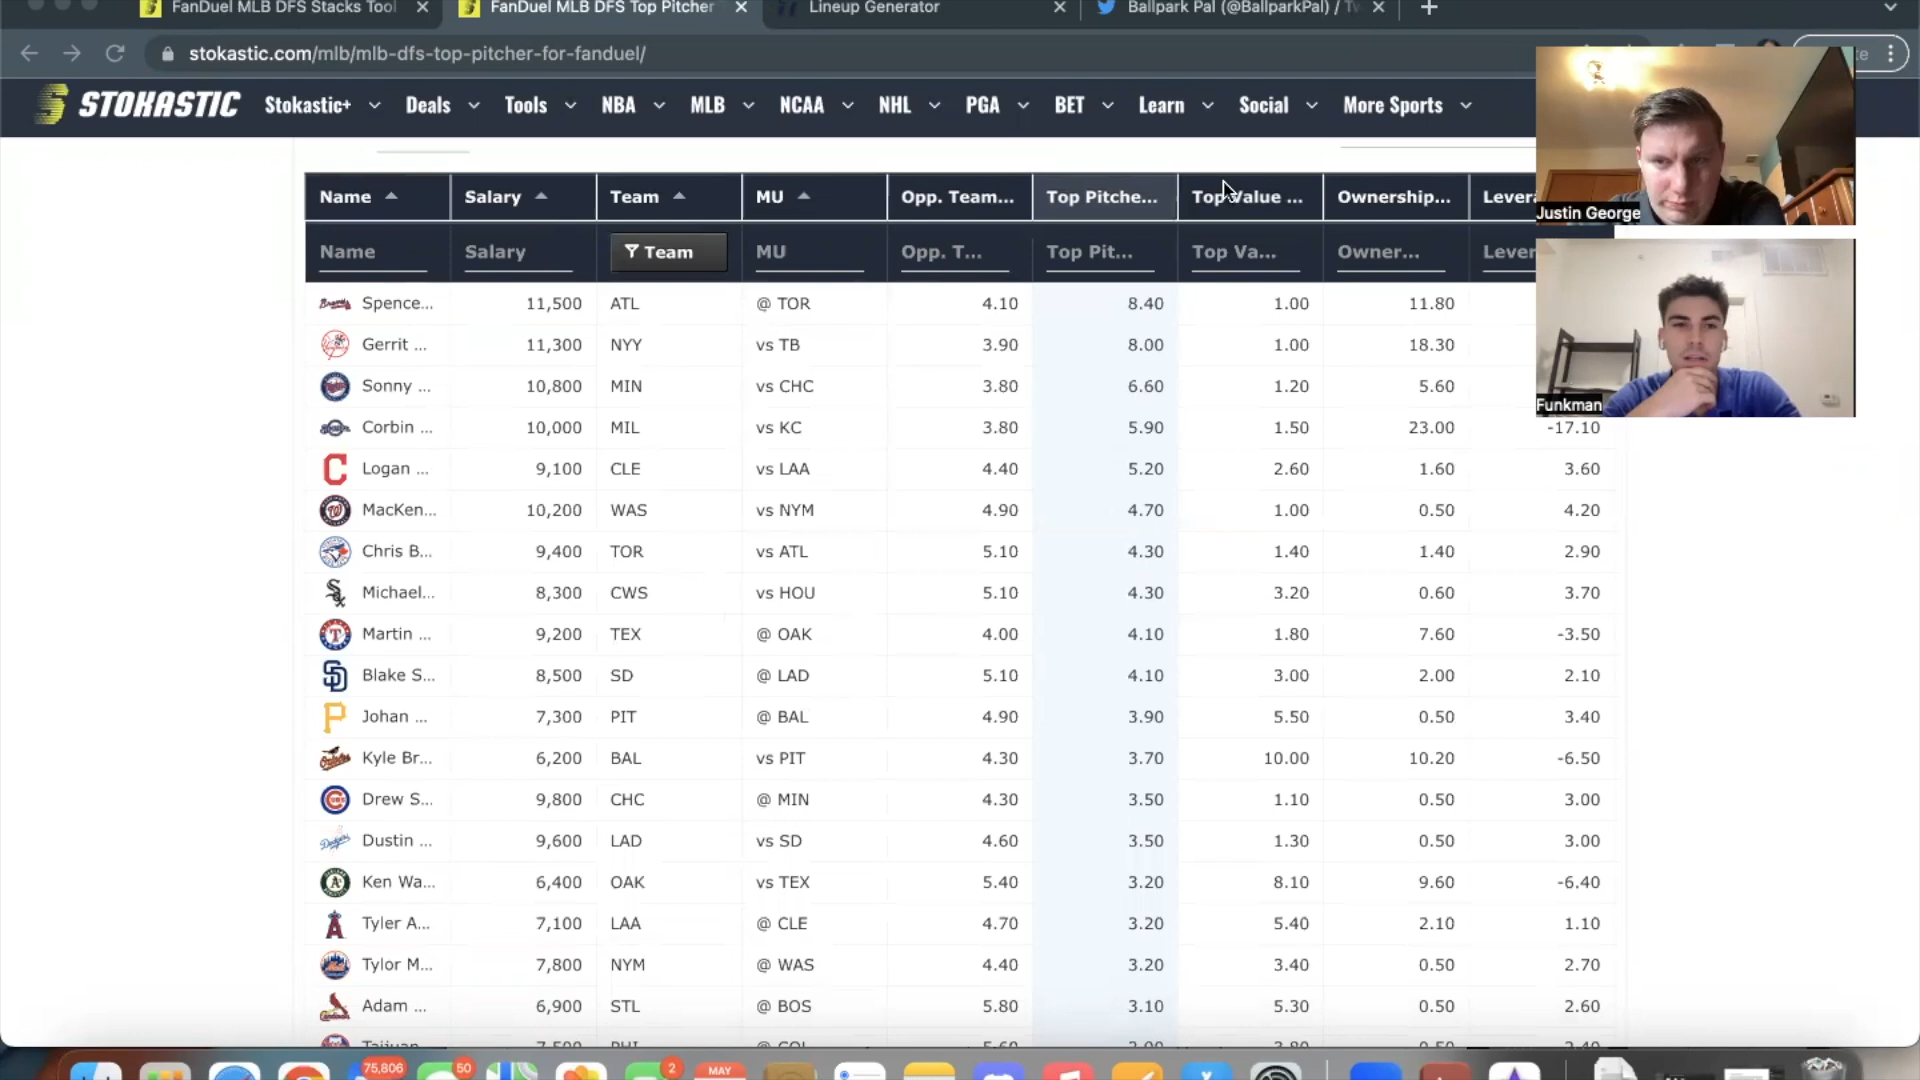 FanDuel MLB DFS Stacks Tool
FanDuel MLB DFS Top Pitcher
Lineup Generator
Ballpark Pal (@BallparkPal) / Tw
stokastic.com/mlb/mlb-dfs-top-pitcher-for-fanduel/
STOKASTIC Stokastic+ Deals Tools NBA MLB NCAA NHL PGA BET Learn Social More Sports
Name Salary Team MU Opp. Team... Top Pitche... Top Value ... Ownership... Levera
Name Salary Team MU Opp. T... Top Pit... Top Va... Owner... Lever
Spence... 11,500 ATL @ TOR 4.10 8.40 1.00 11.80
Gerrit ... 11,300 NYY vs TB 3.90 8.00 1.00 18.30
Sonny ... 10,800 MIN vs CHC 3.80 6.60 1.20 5.60
Corbin ... 10,000 MIL vs KC 3.80 5.90 1.50 23.00 -17.10
Logan ... 9,100 CLE vs LAA 4.40 5.20 2.60 1.60 3.60
MacKen... 10,200 WAS vs NYM 4.90 4.70 1.00 0.50 4.20
Chris B... 9,400 TOR vs ATL 5.10 4.30 1.40 1.40 2.90
Michael... 8,300 CWS vs HOU 5.10 4.30 3.20 0.60 3.70
Martin ... 9,200 TEX @ OAK 4.00 4.10 1.80 7.60 -3.50
Blake S... 8,500 SD @ LAD 5.10 4.10 3.00 2.00 2.10
Johan ... 7,300 PIT @ BAL 4.90 3.90 5.50 0.50 3.40
Kyle Br... 6,200 BAL vs PIT 4.30 3.70 10.00 10.20 -6.50
Drew S... 9,800 CHC @ MIN 4.30 3.50 1.10 0.50 3.00
Dustin ... 9,600 LAD vs SD 4.60 3.50 1.30 0.50 3.00
Ken Wa... 6,400 OAK vs TEX 5.40 3.20 8.10 9.60 -6.40
Tyler A... 7,100 LAA @ CLE 4.70 3.20 5.40 2.10 1.10
Tylor M... 7,800 NYM @ WAS 4.40 3.20 3.40 0.50 2.70
Adam ... 6,900 STL @ BOS 5.80 3.10 5.30 0.50 2.60
Justin George
Funkman
75,806 50 2 MAY